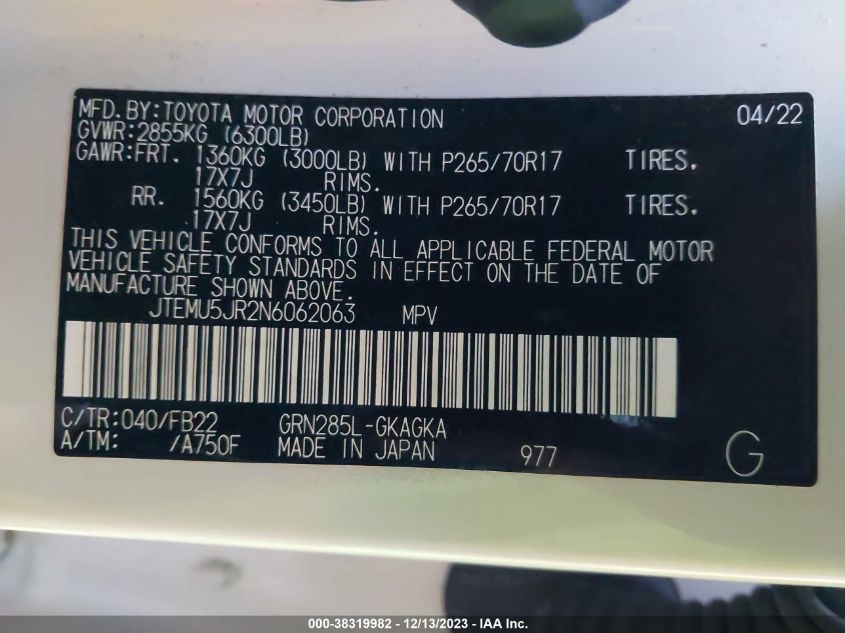 MFD.BY:TOYOTA MOTOR CORPORATION 04/22
GVWR:2855KG (6300LB)
GAWR:FRT. 1360KG (3000LB) WITH P265/70R17 TIRES.
17X7J RIMS.
RR. 1560KG (3450LB) WITH P265/70R17 TIRES.
17X7J RIMS.
THIS VEHICLE CONFORMS TO ALL APPLICABLE FEDERAL MOTOR
VEHICLE SAFETY STANDARDS IN EFFECT ON THE DATE OF
MANUFACTURE SHOWN ABOVE.
JTEMU5JR2N6062063 MPV
C/TR:040/FB22 GRN285L-GKAGKA
A/TM: /A750F MADE IN JAPAN 977 G
000-38319982 - 12/13/2023 - IAA Inc.